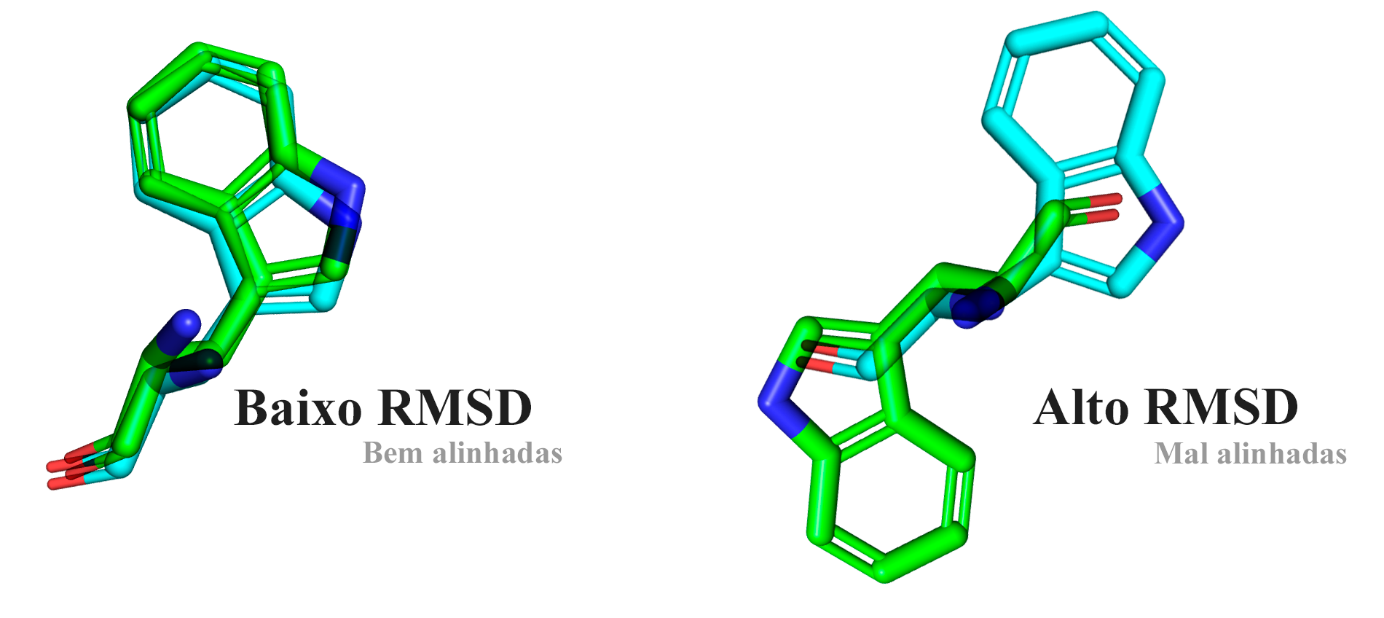 Baixo RMSD
Bem alinhadas
Alto RMSD
Mal alinhadas